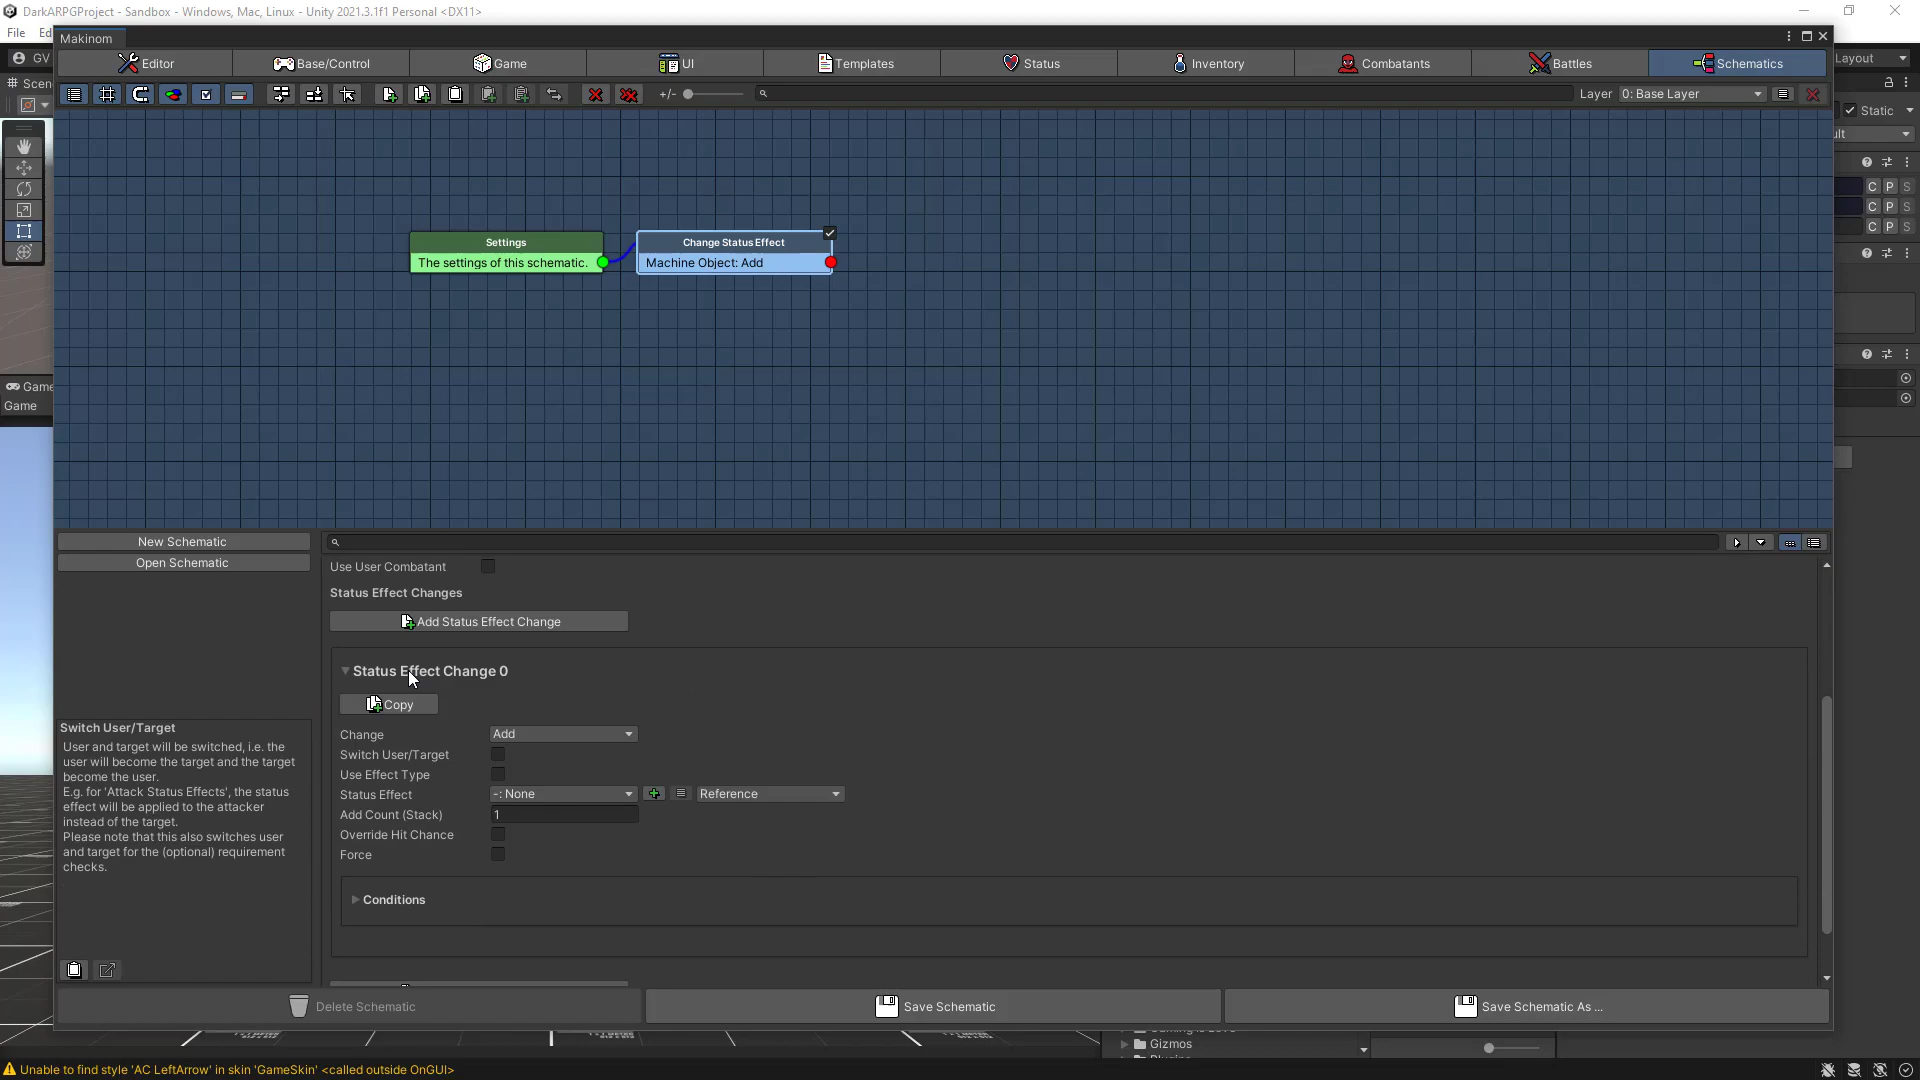 DarkARPGProject - Sandbox - Windows, Mac, Linux - Unity 2021.3.1f1 Personal <DX11>
File Ed
Makinom
GV
Editor
Base/Control
Game
UI
Templates
Status
Inventory
Combatants
Battles
Schematics
Layout
Scen
+/-
Layer
0: Base Layer
Static
ult
C P S
C P S
C P S
Settings
The settings of this schematic.
Change Status Effect
Machine Object: Add
Game
Game
New Schematic
Open Schematic
Use User Combatant
Status Effect Changes
Add Status Effect Change
Status Effect Change 0
Copy
Change
Add
Switch User/Target
Use Effect Type
Status Effect
-: None
Reference
Add Count (Stack)
1
Override Hit Chance
Force
Conditions
Switch User/Target
User and target will be switched, i.e. the
user will become the target and the target
become the user.
E.g. for 'Attack Status Effects', the status
effect will be applied to the attacker
instead of the target.
Please note that this also switches user
and target for the (optional) requirement
checks.
Delete Schematic
Save Schematic
Save Schematic As ...
Gizmos
Unable to find style 'AC LeftArrow' in skin 'GameSkin' <called outside OnGUI>